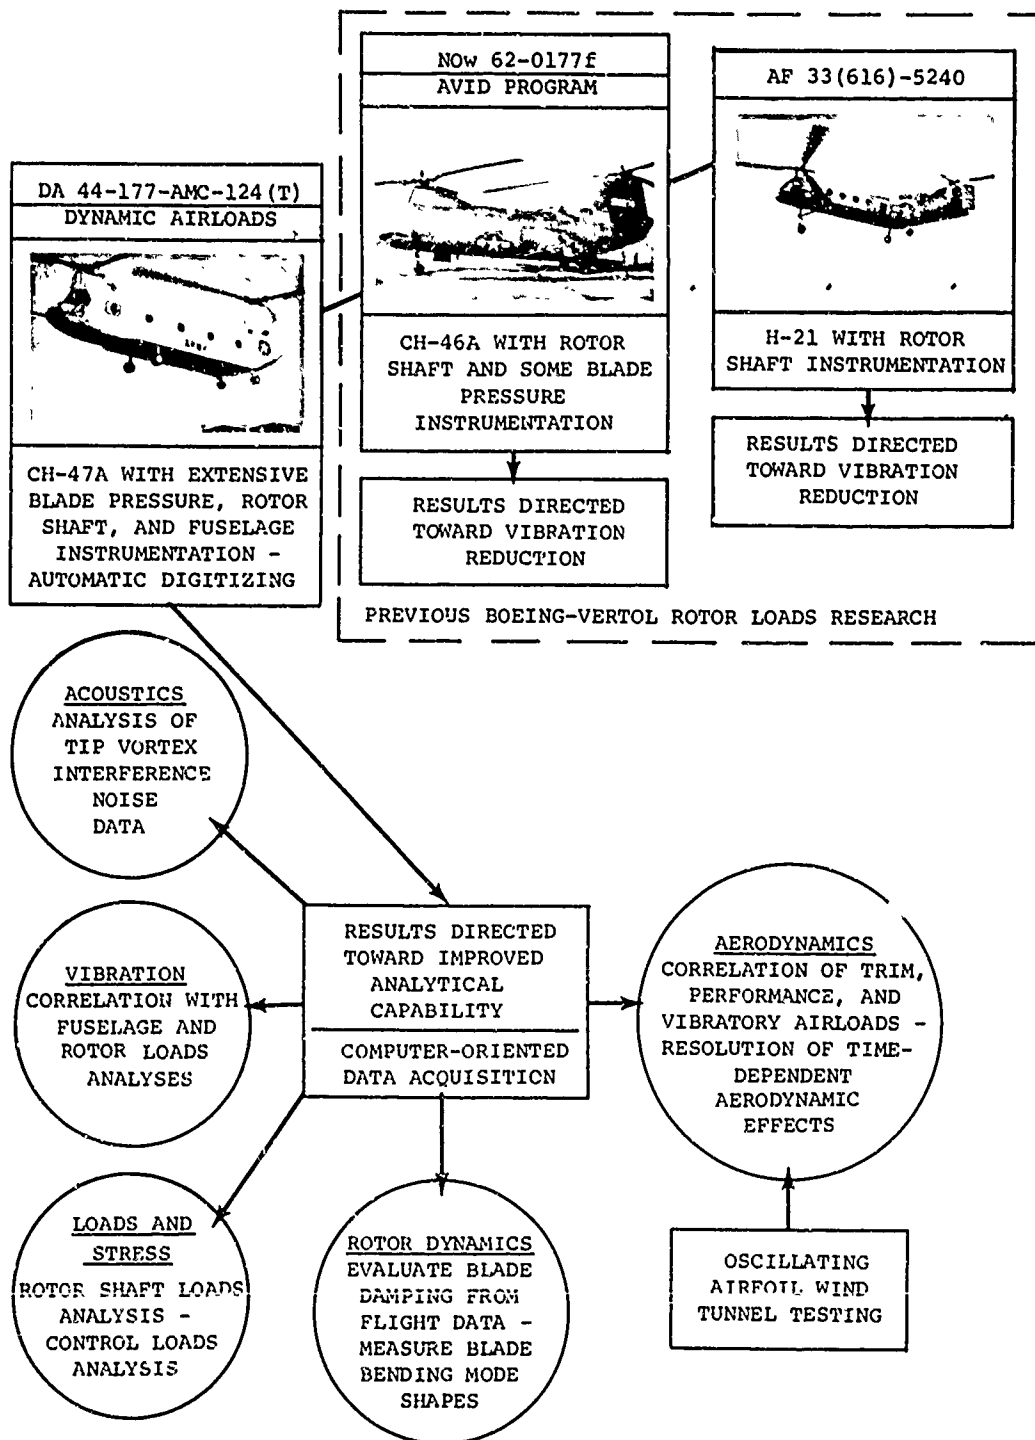 NOw 62-0177f
AVID PROGRAM
CH-46A WITH ROTOR
SHAFT AND SOME BLADE
PRESSURE
INSTRUMENTATION
RESULTS DIRECTED
TOWARD VIBRATION
REDUCTION
AF 33(616)-5240
H-21 WITH ROTOR
SHAFT INSTRUMENTATION
RESULTS DIRECTED
TOWARD VIBRATION
REDUCTION
PREVIOUS BOEING-VERTOL ROTOR LOADS RESEARCH
DA 44-177-AMC-124(T)
DYNAMIC AIRLOADS
CH-47A WITH EXTENSIVE
BLADE PRESSURE, ROTOR
SHAFT, AND FUSELAGE
INSTRUMENTATION -
AUTOMATIC DIGITIZING
ACOUSTICS
ANALYSIS OF
TIP VORTEX
INTERFERENCE
NOISE
DATA
RESULTS DIRECTED
TOWARD IMPROVED
ANALYTICAL
CAPABILITY
COMPUTER-ORIENTED
DATA ACQUISITION
VIBRATION
CORRELATION WITH
FUSELAGE AND
ROTOR LOADS
ANALYSES
AERODYNAMICS
CORRELATION OF TRIM,
PERFORMANCE, AND
VIBRATORY AIRLOADS -
RESOLUTION OF TIME-
DEPENDENT
AERODYNAMIC
EFFECTS
LOADS AND
STRESS
ROTOR SHAFT LOADS
ANALYSIS -
CONTROL LOADS
ANALYSIS
ROTOR DYNAMICS
EVALUATE BLADE
DAMPING FROM
FLIGHT DATA -
MEASURE BLADE
BENDING MODE
SHAPES
OSCILLATING
AIRFOIL WIND
TUNNEL TESTING